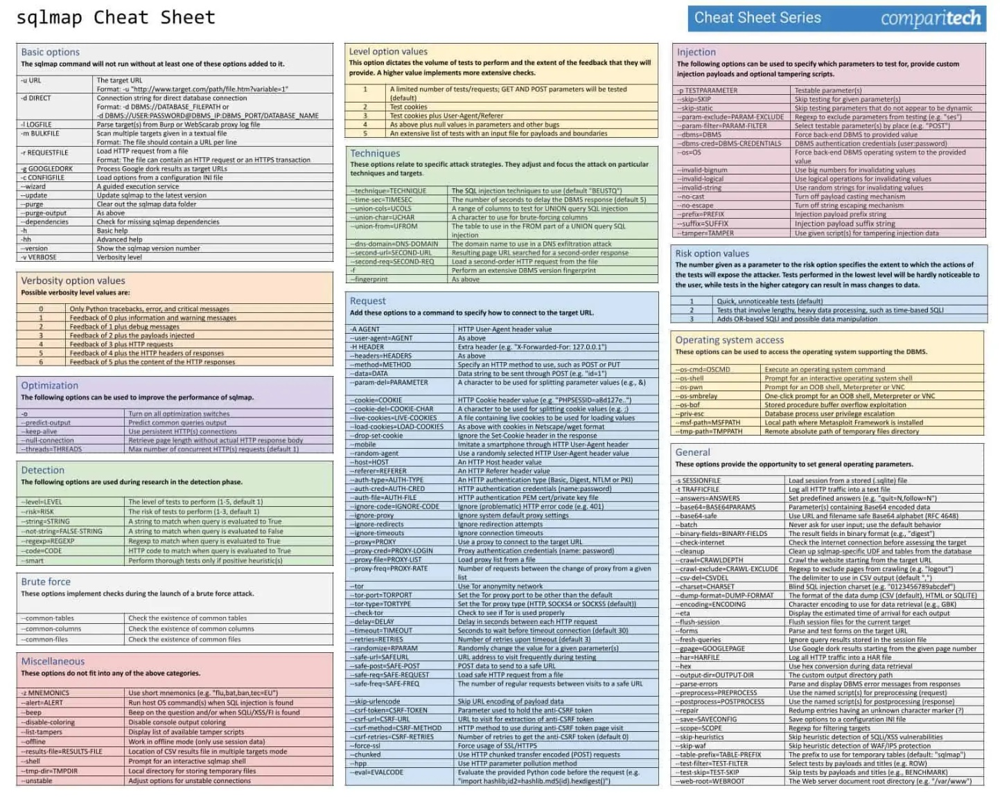 sqlmap Cheat Sheet
Cheat Sheet Series comparitech
Basic options
The sqlmap command will not run without at least one of these options added to it.
-u URL The target URL
Format: -u "http://www.target.com/path/file.htm?variable=1"
-d DIRECT Connection string for direct database connection
Format: -d DBMS://DATABASE_FILEPATH or
-d DBMS://USER:PASSWORD@DBMS_IP:DBMS_PORT/DATABASE_NAME
-l LOGFILE Parse target(s) from Burp or WebScarab proxy log file
-m BULKFILE Scan multiple targets given in a textual file
Format: The file should contain a URL per line
-r REQUESTFILE Load HTTP request from a file
Format: The file can contain an HTTP request or an HTTPS transaction
-g GOOGLEDORK Process Google dork results as target URLs
-c CONFIGFILE Load options from a configuration INI file
--wizard A guided execution service
--update Update sqlmap to the latest version
--purge Clear out the sqlmap data folder
--purge-output As above
--dependencies Check for missing sqlmap dependencies
-h Basic help
-hh Advanced help
--version Show the sqlmap version number
-v VERBOSE Verbosity level
Verbosity option values
Possible verbosity level values are:
0 Only Python tracebacks, error, and critical messages
1 Feedback of 0 plus information and warning messages
2 Feedback of 1 plus debug messages
3 Feedback of 2 plus the payloads injected
4 Feedback of 3 plus HTTP requests
5 Feedback of 4 plus the HTTP headers of responses
6 Feedback of 5 plus the content of the HTTP responses
Optimization
The following options can be used to improve the performance of sqlmap.
-o Turn on all optimization switches
--predict-output Predict common queries output
--keep-alive Use persistent HTTP(s) connections
--null-connection Retrieve page length without actual HTTP response body
--threads=THREADS Max number of concurrent HTTP(s) requests (default 1)
Detection
The following options are used during research in the detection phase.
--level=LEVEL The level of tests to perform (1-5, default 1)
--risk=RISK The risk of tests to perform (1-3, default 1)
--string=STRING A string to match when query is evaluated to True
--not-string=FALSE-STRING A string to match when query is evaluated to False
--regexp=REGEXP Regexp to match when query is evaluated to True
--code=CODE HTTP code to match when query is evaluated to True
--smart Perform thorough tests only if positive heuristic(s)
Brute force
These options implement checks during the launch of a brute force attack.
--common-tables Check the existence of common tables
--common-columns Check the existence of common columns
--common-files Check the existence of common files
Miscellaneous
These options do not fit into any of the above categories.
-z MNEMONICS Use short mnemonics (e.g. "flu,bat,ban,tec=EU")
--alert=ALERT Run host OS command(s) when SQL injection is found
--beep Beep on the question and/or when SQLi/XSS/FI is found
--disable-coloring Disable console output coloring
--list-tampers Display list of available tamper scripts
--offline Work in offline mode (only use session data)
--results-file=RESULTS-FILE Location of CSV results file in multiple targets mode
--shell Prompt for an interactive sqlmap shell
--tmp-dir=TMPDIR Local directory for storing temporary files
--unstable Adjust options for unstable connections
Level option values
This option dictates the volume of tests to perform and the extent of the feedback that they will
provide. A higher value implements more extensive checks.
1 A limited number of tests/requests; GET AND POST parameters will be tested
(default)
2 Test cookies
3 Test cookies plus User-Agent/Referer
4 As above plus null values in parameters and other bugs
5 An extensive list of tests with an input file for payloads and boundaries
Techniques
These options relate to specific attack strategies. They adjust and focus the attack on particular
techniques and targets.
--technique=TECHNIQUE The SQL injection techniques to use (default "BEUSTQ")
--time-sec=TIMESEC The number of seconds to delay the DBMS response (default 5)
--union-cols=UCOLS A range of columns to test for UNION query SQL injection
--union-char=UCHAR A character to use for brute-forcing columns
--union-from=UFROM The table to use in the FROM part of a UNION query SQL
injection
--dns-domain=DNS-DOMAIN The domain name to use in a DNS exfiltration attack
--second-url=SECOND-URL Resulting page URL searched for a second-order response
--second-req=SECOND-REQ Load a second-order HTTP request from the file
-f Perform an extensive DBMS version fingerprint
--fingerprint As above
Request
Add these options to a command to specify how to connect to the target URL.
-A AGENT HTTP User-Agent header value
--user-agent=AGENT As above
-H HEADER Extra header (e.g. "X-Forwarded-For: 127.0.0.1")
--headers=HEADERS As above
--method=METHOD Specify an HTTP method to use, such as POST or PUT
--data=DATA Data string to be sent through POST (e.g. "id=1")
--param-del=PARAMETER A character to be used for splitting parameter values (e.g., &)
--cookie=COOKIE HTTP Cookie header value (e.g. "PHPSESSID=a8d127e..")
--cookie-del=COOKIE-CHAR A character to be used for splitting cookie values (e.g. ;)
--live-cookies=LIVE-COOKIES A file containing live cookies to be used for loading values
--load-cookies=LOAD-COOKIES As above with cookies in Netscape/wget format
--drop-set-cookie Ignore the Set-Cookie header in the response
--mobile Imitate a smartphone through HTTP User-Agent header
--random-agent Use a randomly selected HTTP User-Agent header value
--host=HOST An HTTP Host header value
--referer=REFERER An HTTP Referer header value
--auth-type=AUTH-TYPE An HTTP authentication type (Basic, Digest, NTLM or PKI)
--auth-cred=AUTH-CRED HTTP authentication credentials (name:password)
--auth-file=AUTH-FILE HTTP authentication PEM cert/private key file
--ignore-code=IGNORE-CODE Ignore (problematic) HTTP error code (e.g. 401)
--ignore-proxy Ignore system default proxy settings
--ignore-redirects Ignore redirection attempts
--ignore-timeouts Ignore connection timeouts
--proxy=PROXY Use a proxy to connect to the target URL
--proxy-cred=PROXY-LOGIN Proxy authentication credentials (name: password)
--proxy-file=PROXY-LIST Load proxy list from a file
--proxy-freq=PROXY-RATE Number of requests between the change of proxy from a given
list
--tor Use Tor anonymity network
--tor-port=TORPORT Set the Tor proxy port to be other than the default
--tor-type=TORTYPE Set the Tor proxy type (HTTP, SOCKS4 or SOCKS5 (default))
--check-tor Check to see if Tor is used properly
--delay=DELAY Delay in seconds between each HTTP request
--timeout=TIMEOUT Seconds to wait before timeout connection (default 30)
--retries=RETRIES Number of retries upon timeout (default 3)
--randomize=RPARAM Randomly change the value for a given parameter(s)
--safe-url=SAFEURL URL address to visit frequently during testing
--safe-post=SAFE-POST POST data to send to a safe URL
--safe-req=SAFE-REQUEST Load safe HTTP request from a file
--safe-freq=SAFE-FREQ The number of regular requests between visits to a safe URL
--skip-urlencode Skip URL encoding of payload data
--csrf-token=CSRF-TOKEN Parameter used to hold the anti-CSRF token
--csrf-url=CSRF-URL URL to visit for extraction of anti-CSRF token
--csrf-method=CSRF-METHOD HTTP method to use during anti-CSRF token page visit
--csrf-retries=CSRF-RETRIES Number of retries to get the anti-CSRF token (default 0)
--force-ssl Force usage of SSL/HTTPS
--chunked Use HTTP chunked transfer encoded (POST) requests
--hpp Use HTTP parameter pollution method
--eval=EVALCODE Evaluate the provided Python code before the request (e.g.
"import hashlib;id2=hashlib.md5(id).hexdigest()")
Injection
The following options can be used to specify which parameters to test for, provide custom
injection payloads and optional tampering scripts.
-p TESTPARAMETER Testable parameter(s)
--skip=SKIP Skip testing for given parameter(s)
--skip-static Skip testing parameters that do not appear to be dynamic
--param-exclude=PARAM-EXCLUDE Regexp to exclude parameters from testing (e.g. "ses")
--param-filter=PARAM-FILTER Select testable parameter(s) by place (e.g. "POST")
--dbms=DBMS Force back-end DBMS to provided value
--dbms-cred=DBMS-CREDENTIALS DBMS authentication credentials (user:password)
--os=OS Force back-end DBMS operating system to the provided
value
--invalid-bignum Use big numbers for invalidating values
--invalid-logical Use logical operations for invalidating values
--invalid-string Use random strings for invalidating values
--no-cast Turn off payload casting mechanism
--no-escape Turn off string escaping mechanism
--prefix=PREFIX Injection payload prefix string
--suffix=SUFFIX Injection payload suffix string
--tamper=TAMPER Use given script(s) for tampering injection data
Risk option values
The number given as a parameter to the risk option specifies the extent to which the actions of
the tests will expose the attacker. Tests performed in the lowest level will be hardly noticeable to
the user, while tests in the higher category can result in mass changes to data.
1 Quick, unnoticeable tests (default)
2 Tests that involve lengthy, heavy data processing, such as time-based SQLI
3 Adds OR-based SQLI and possible data manipulation
Operating system access
These options can be used to access the operating system supporting the DBMS.
--os-cmd=OSCMD Execute an operating system command
--os-shell Prompt for an interactive operating system shell
--os-pwn Prompt for an OOB shell, Meterpreter or VNC
--os-smbrelay One-click prompt for an OOB shell, Meterpreter or VNC
--os-bof Stored procedure buffer overflow exploitation
--priv-esc Database process user privilege escalation
--msf-path=MSFPATH Local path where Metasploit Framework is installed
--tmp-path=TMPPATH Remote absolute path of temporary files directory
General
These options provide the opportunity to set general operating parameters.
-s SESSIONFILE Load session from a stored (.sqlite) file
-t TRAFFICFILE Log all HTTP traffic into a text file
--answers=ANSWERS Set predefined answers (e.g. "quit=N,follow=N")
--base64=BASE64PARAMS Parameter(s) containing Base64 encoded data
--base64-safe Use URL and filename safe Base64 alphabet (RFC 4648)
--batch Never ask for user input; use the default behavior
--binary-fields=BINARY-FIELDS The result fields in binary format (e.g., "digest")
--check-internet Check the Internet connection before assessing the target
--cleanup Clean up sqlmap-specific UDF and tables from the database
--crawl=CRAWLDEPTH Crawl the website starting from the target URL
--crawl-exclude=CRAWL-EXCLUDE Regexp to exclude pages from crawling (e.g. "logout")
--csv-del=CSVDEL The delimiter to use in CSV output (default ",")
--charset=CHARSET Blind SQL injection charset (e.g. "0123456789abcdef")
--dump-format=DUMP-FORMAT The format of the data dump (CSV (default), HTML or SQLITE)
--encoding=ENCODING Character encoding to use for data retrieval (e.g., GBK)
--eta Display the estimated time of arrival for each output
--flush-session Flush session files for the current target
--forms Parse and test forms on the target URL
--fresh-queries Ignore query results stored in the session file
--gpage=GOOGLEPAGE Use Google dork results starting from the given page number
--har=HARFILE Log all HTTP traffic into a HAR file
--hex Use hex conversion during data retrieval
--output-dir=OUTPUT-DIR The custom output directory path
--parse-errors Parse and display DBMS error messages from responses
--preprocess=PREPROCESS Use the named script(s) for preprocessing (request)
--postprocess=POSTPROCESS Use the named script(s) for postprocessing (response)
--repair Redump entries having an unknown character marker (?)
--save=SAVECONFIG Save options to a configuration INI file
--scope=SCOPE Regexp for filtering targets
--skip-heuristics Skip heuristic detection of SQLi/XSS vulnerabilities
--skip-waf Skip heuristic detection of WAF/IPS protection
--table-prefix=TABLE-PREFIX The prefix to use for temporary tables (default: "sqlmap")
--test-filter=TEST-FILTER Select tests by payloads and titles (e.g. ROW)
--test-skip=TEST-SKIP Skip tests by payloads and titles (e.g., BENCHMARK)
--web-root=WEBROOT The Web server document root directory (e.g. "/var/www")